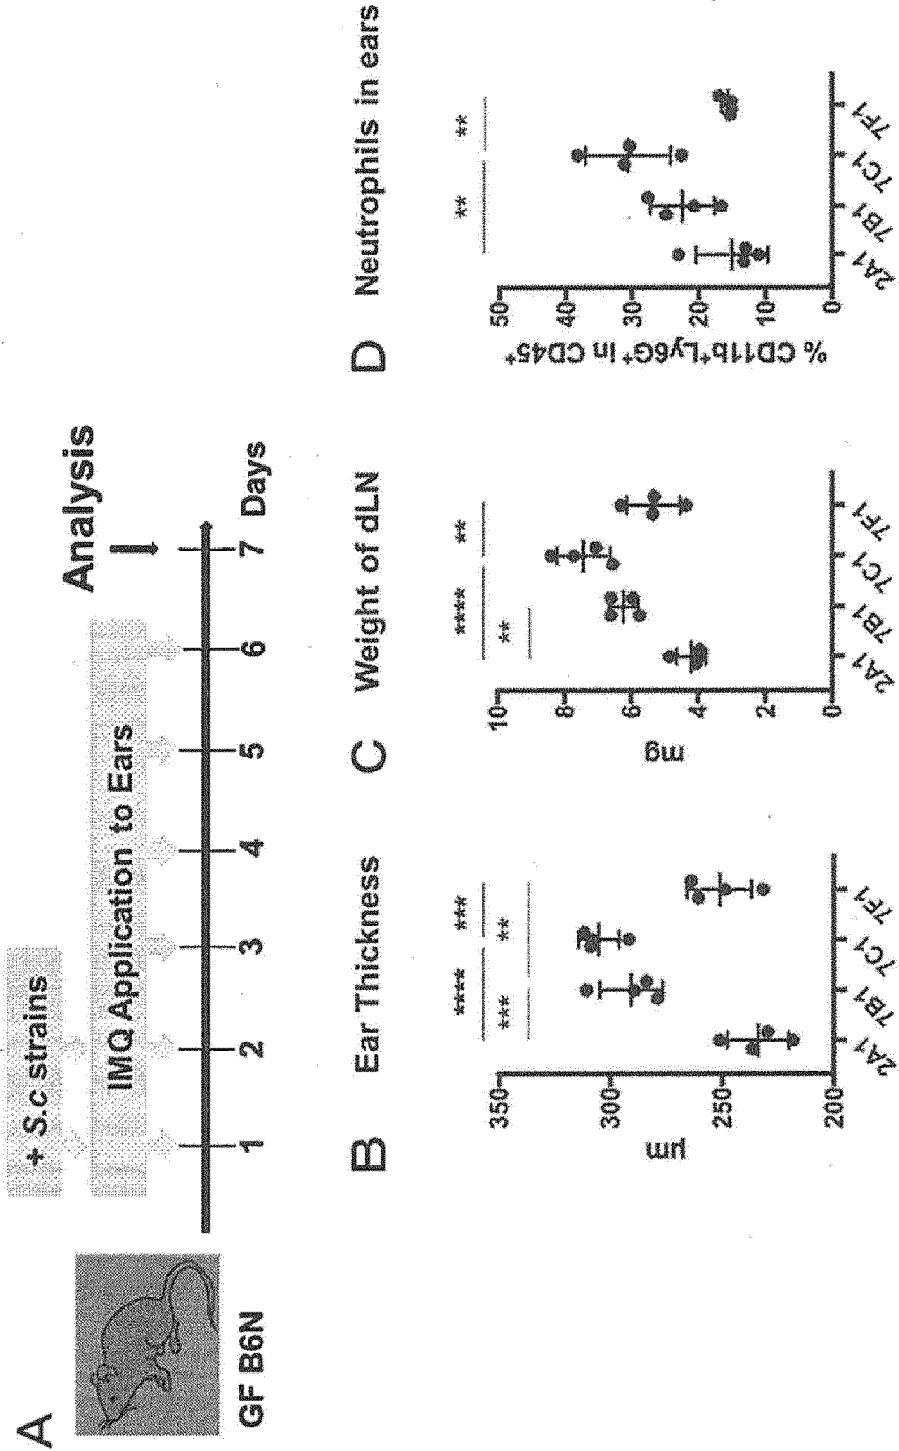 A
+ S.c strains
IMQ Application to Ears
Analysis
1 2 3 4 5 6 7 Days
GF B6N
B Ear Thickness
**** ***
*** **
µm
350
300
250
200
2A1 7B1 7C1 7F1
C Weight of dLN
**** **
**
mg
10
8
6
4
2
0
2A1 7B1 7C1 7F1
D Neutrophils in ears
** **
% CD11b⁺Ly6G⁺ in CD45⁺
50
40
30
20
10
0
2A1 7B1 7C1 7F1